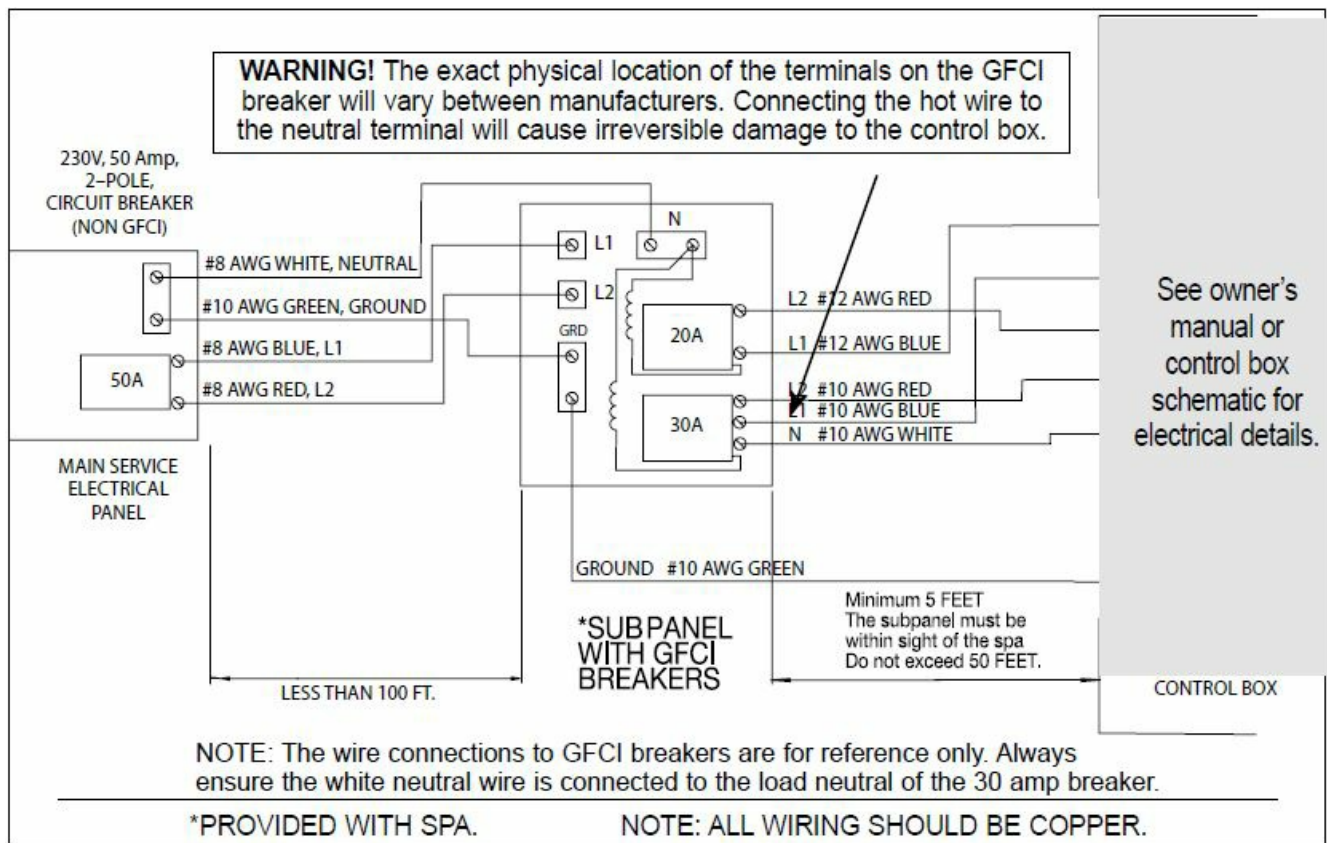 WARNING! The exact physical location of the terminals on the GFCI
breaker will vary between manufacturers. Connecting the hot wire to
the neutral terminal will cause irreversible damage to the control box.
230V, 50 Amp,
2–POLE,
CIRCUIT BREAKER
(NON GFCI)
#8 AWG WHITE, NEUTRAL
#10 AWG GREEN, GROUND
#8 AWG BLUE, L1
#8 AWG RED, L2
50A
MAIN SERVICE
ELECTRICAL
PANEL
N
L1
L2
GRD
20A
30A
L2 #12 AWG RED
L1 #12 AWG BLUE
L2 #10 AWG RED
L1 #10 AWG BLUE
N #10 AWG WHITE
See owner's
manual or
control box
schematic for
electrical details.
GROUND #10 AWG GREEN
*SUBPANEL
WITH GFCI
BREAKERS
Minimum 5 FEET
The subpanel must be
within sight of the spa
Do not exceed 50 FEET.
LESS THAN 100 FT.
CONTROL BOX
NOTE: The wire connections to GFCI breakers are for reference only. Always
ensure the white neutral wire is connected to the load neutral of the 30 amp breaker.
*PROVIDED WITH SPA.
NOTE: ALL WIRING SHOULD BE COPPER.